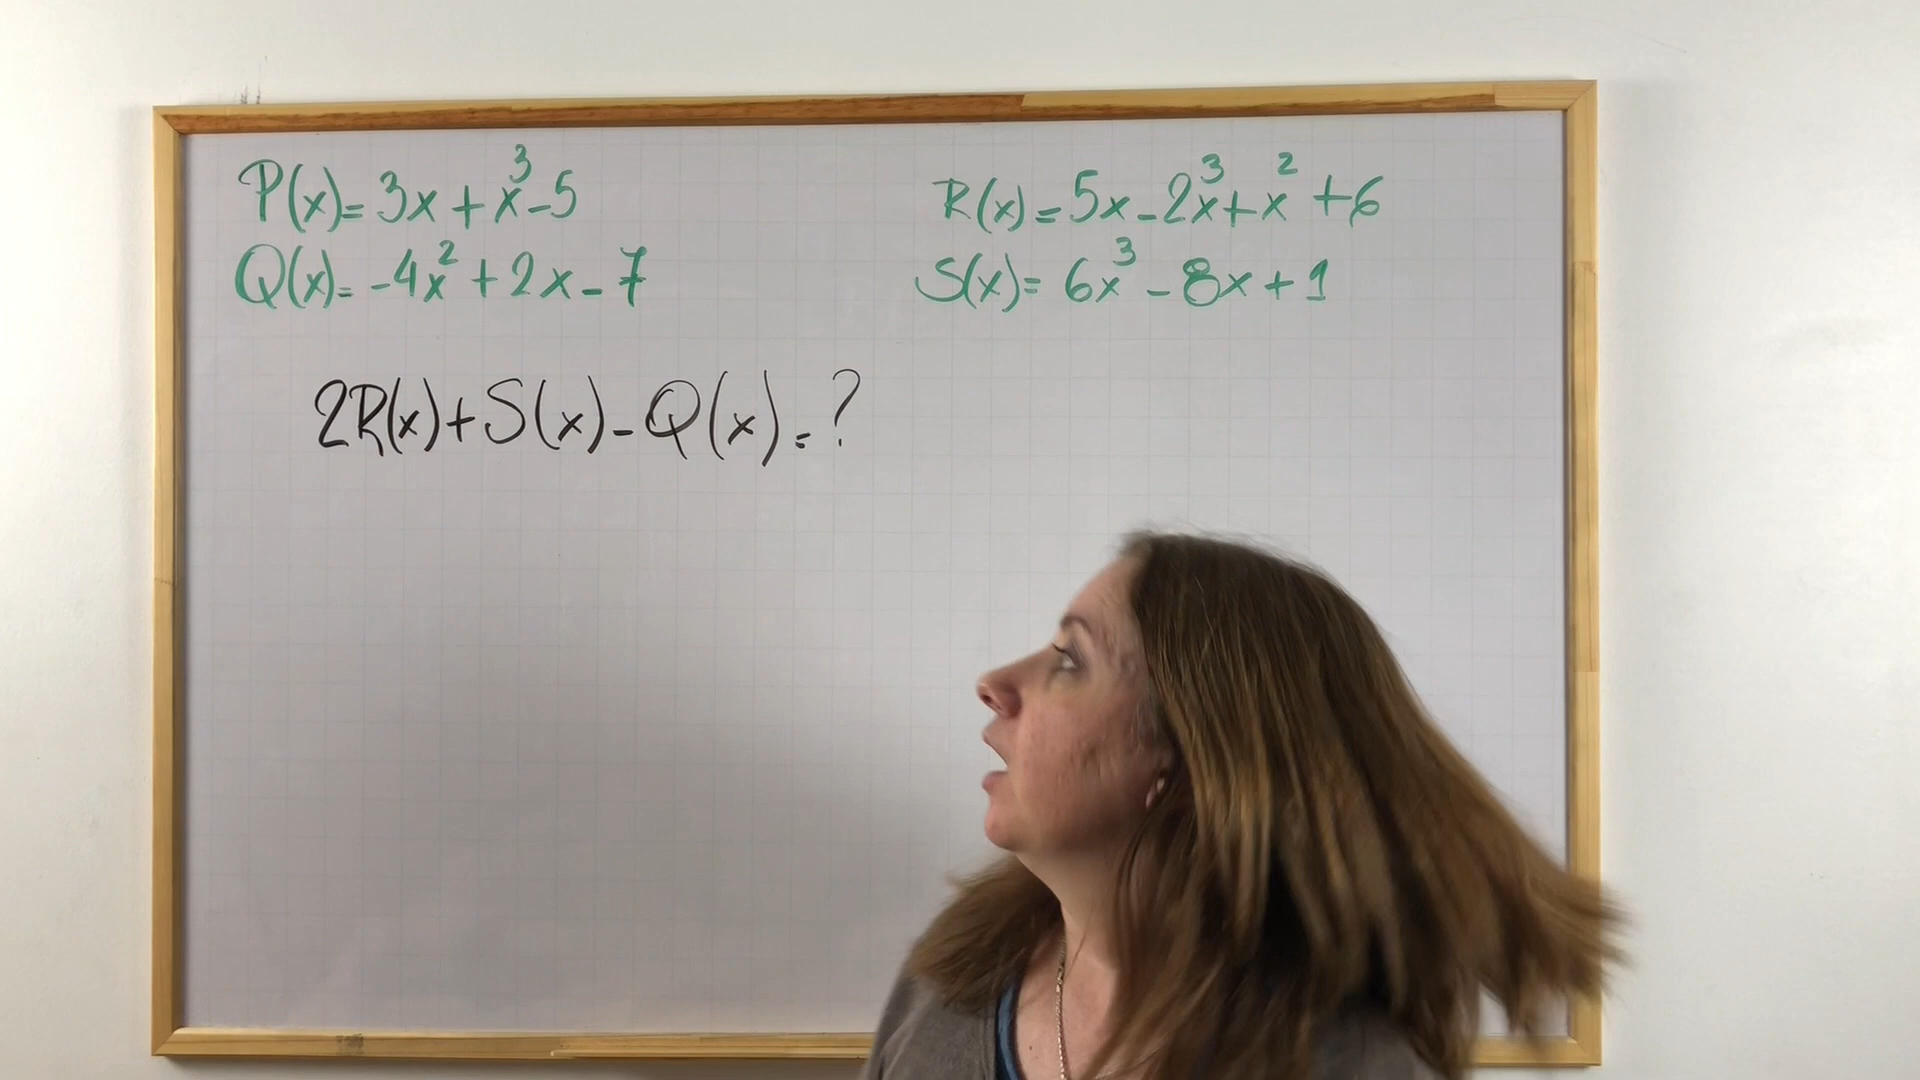 P(x)= 3x + x³ - 5
Q(x)= -4x² + 2x - 7
R(x) = 5x - 2x³ + x² + 6
S(x)= 6x³ - 8x + 1
2R(x) + S(x) - Q(x) = ?